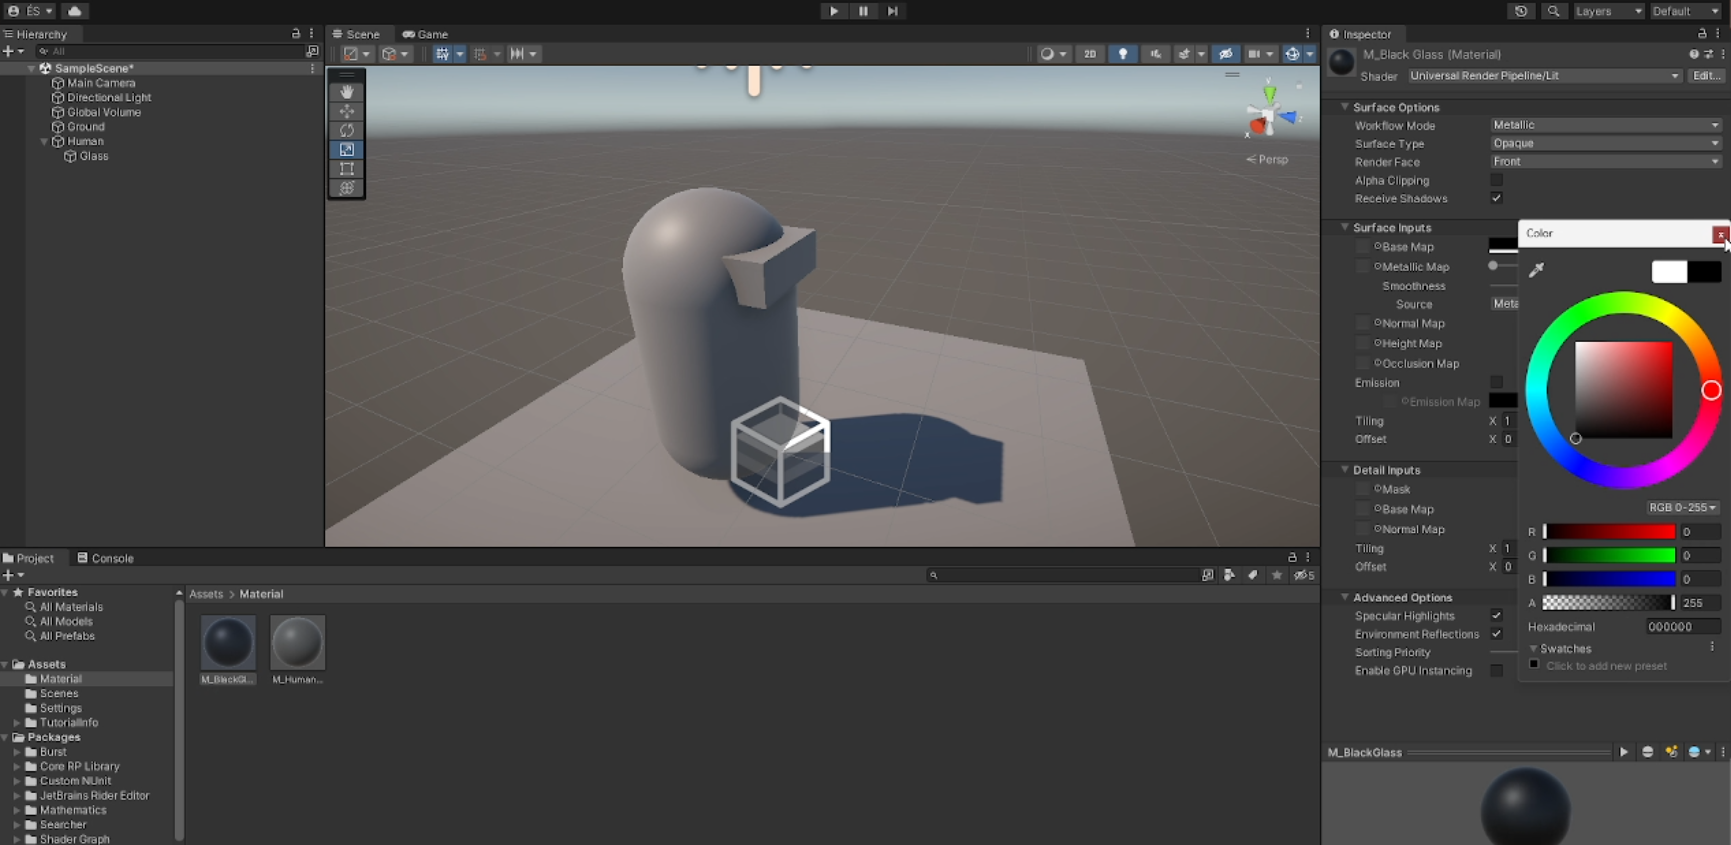 ÉS
Layers
Default
Hierarchy
All
SampleScene*
Main Camera
Directional Light
Global Volume
Ground
Human
Glass
Scene
Game
2D
y
x
z
Persp
Inspector
M_Black Glass (Material)
Shader
Universal Render Pipeline/Lit
Edit...
Surface Options
Workflow Mode
Metallic
Surface Type
Opaque
Render Face
Front
Alpha Clipping
Receive Shadows
Surface Inputs
Base Map
Metallic Map
Smoothness
Source
Meta
Normal Map
Height Map
Occlusion Map
Emission
Emission Map
Tiling
X 1
Offset
X 0
Detail Inputs
Mask
Base Map
Normal Map
Tiling
X 1
Offset
X 0
Advanced Options
Specular Highlights
Environment Reflections
Sorting Priority
Enable GPU Instancing
Color
RGB 0-255
R 0
G 0
B 0
A 255
Hexadecimal 000000
Swatches
Click to add new preset
M_BlackGlass
Project
Console
5
Favorites
All Materials
All Models
All Prefabs
Assets
Material
Scenes
Settings
TutorialInfo
Packages
Burst
Core RP Library
Custom NUnit
JetBrains Rider Editor
Mathematics
Searcher
Shader Graph
Assets > Material
M_BlackGl...
M_Human...